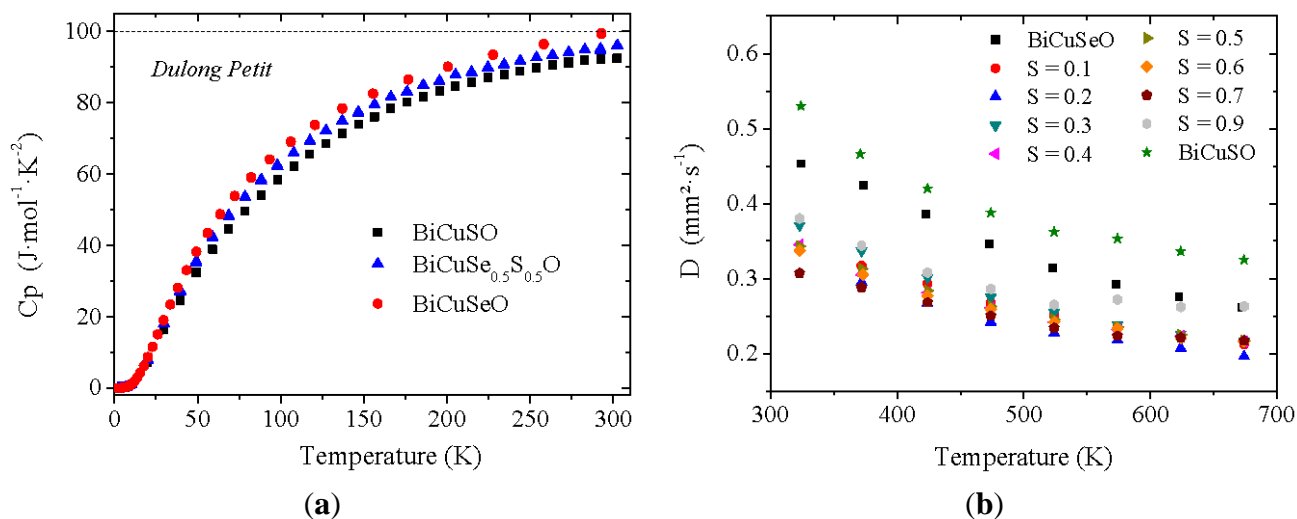 100
80
60
40
20
0
Cp (J·mol⁻¹·K⁻²)
Dulong Petit
BiCuSO
BiCuSe₀.₅S₀.₅O
BiCuSeO
0 50 100 150 200 250 300
Temperature (K)
(a)
0.6
0.5
0.4
0.3
0.2
D (mm²·s⁻¹)
BiCuSeO
S = 0.1
S = 0.2
S = 0.3
S = 0.4
S = 0.5
S = 0.6
S = 0.7
S = 0.9
BiCuSO
300 400 500 600 700
Temperature (K)
(b)